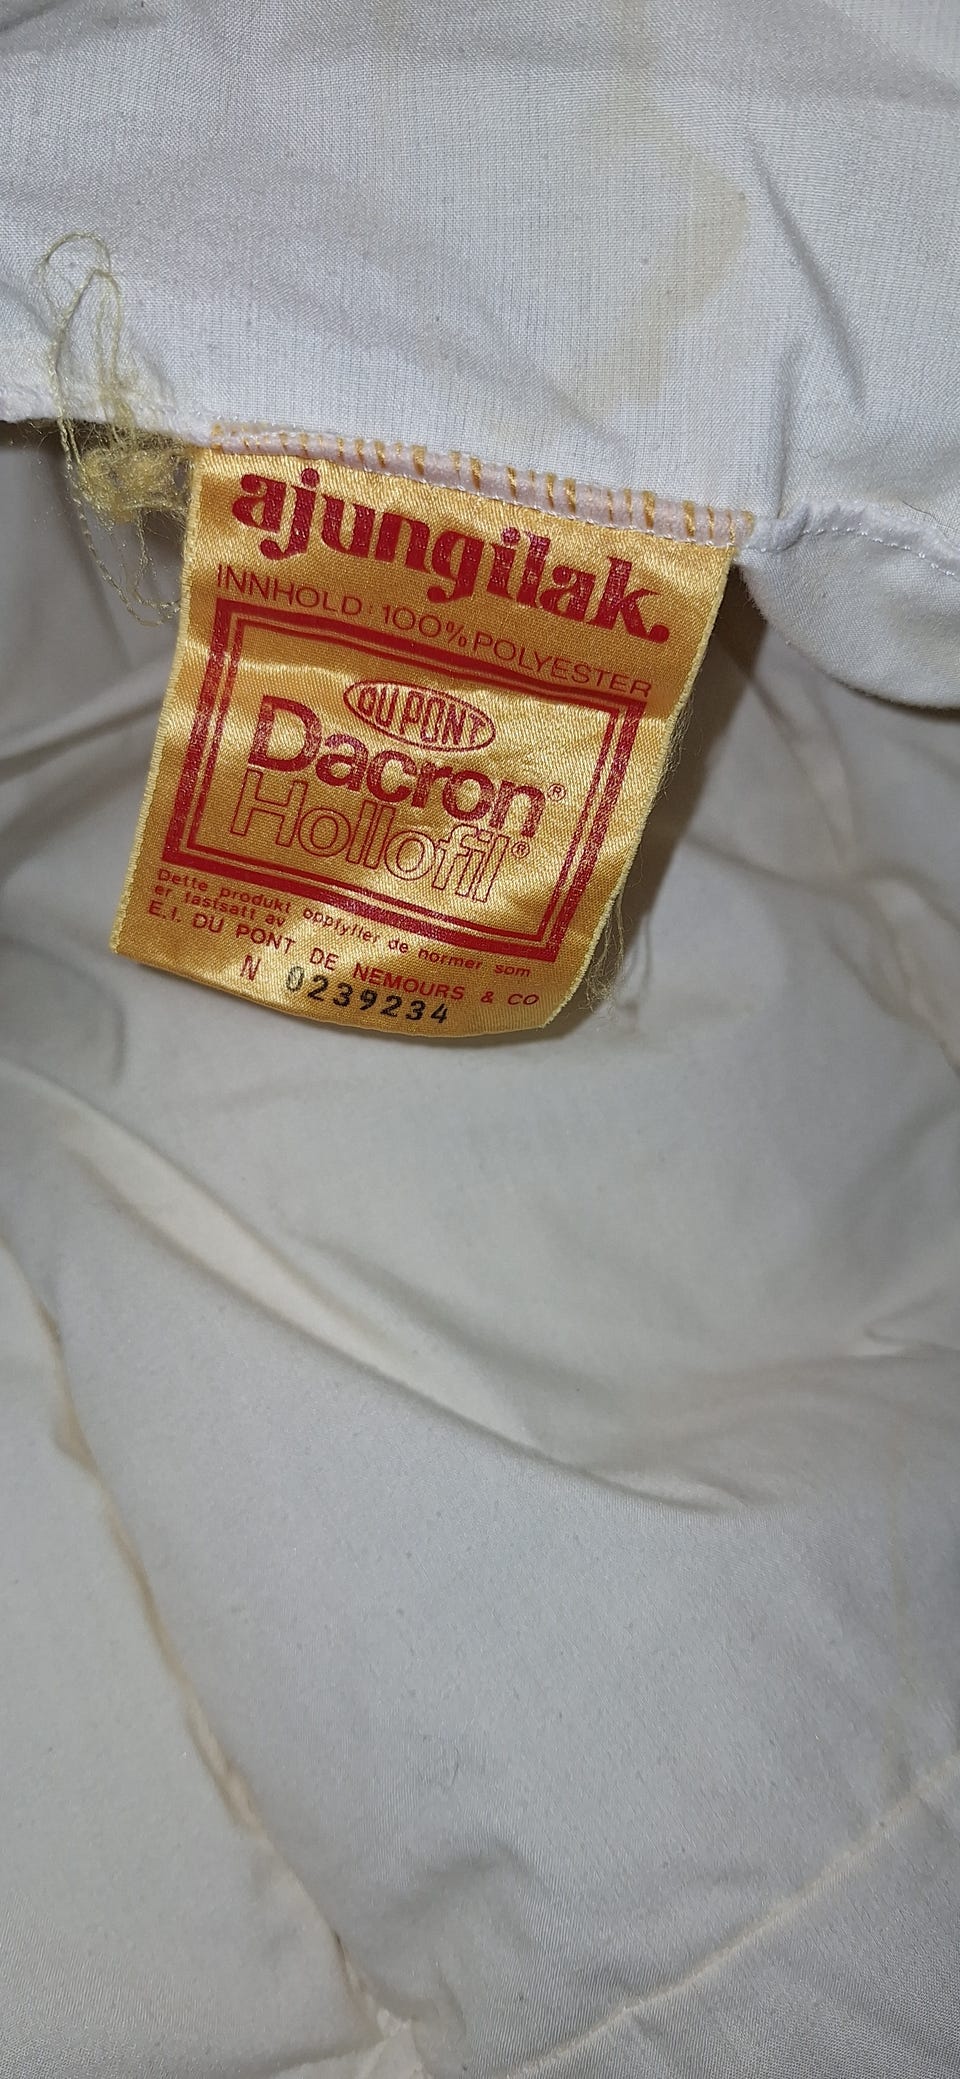 ajungilak.
INNHOLD: 100% POLYESTER
DU PONT
Dacron®
Hollofil®
Dette produkt oppfyller de normer som
er fastsatt av
E.I. DU PONT DE NEMOURS & CO
N 0239234